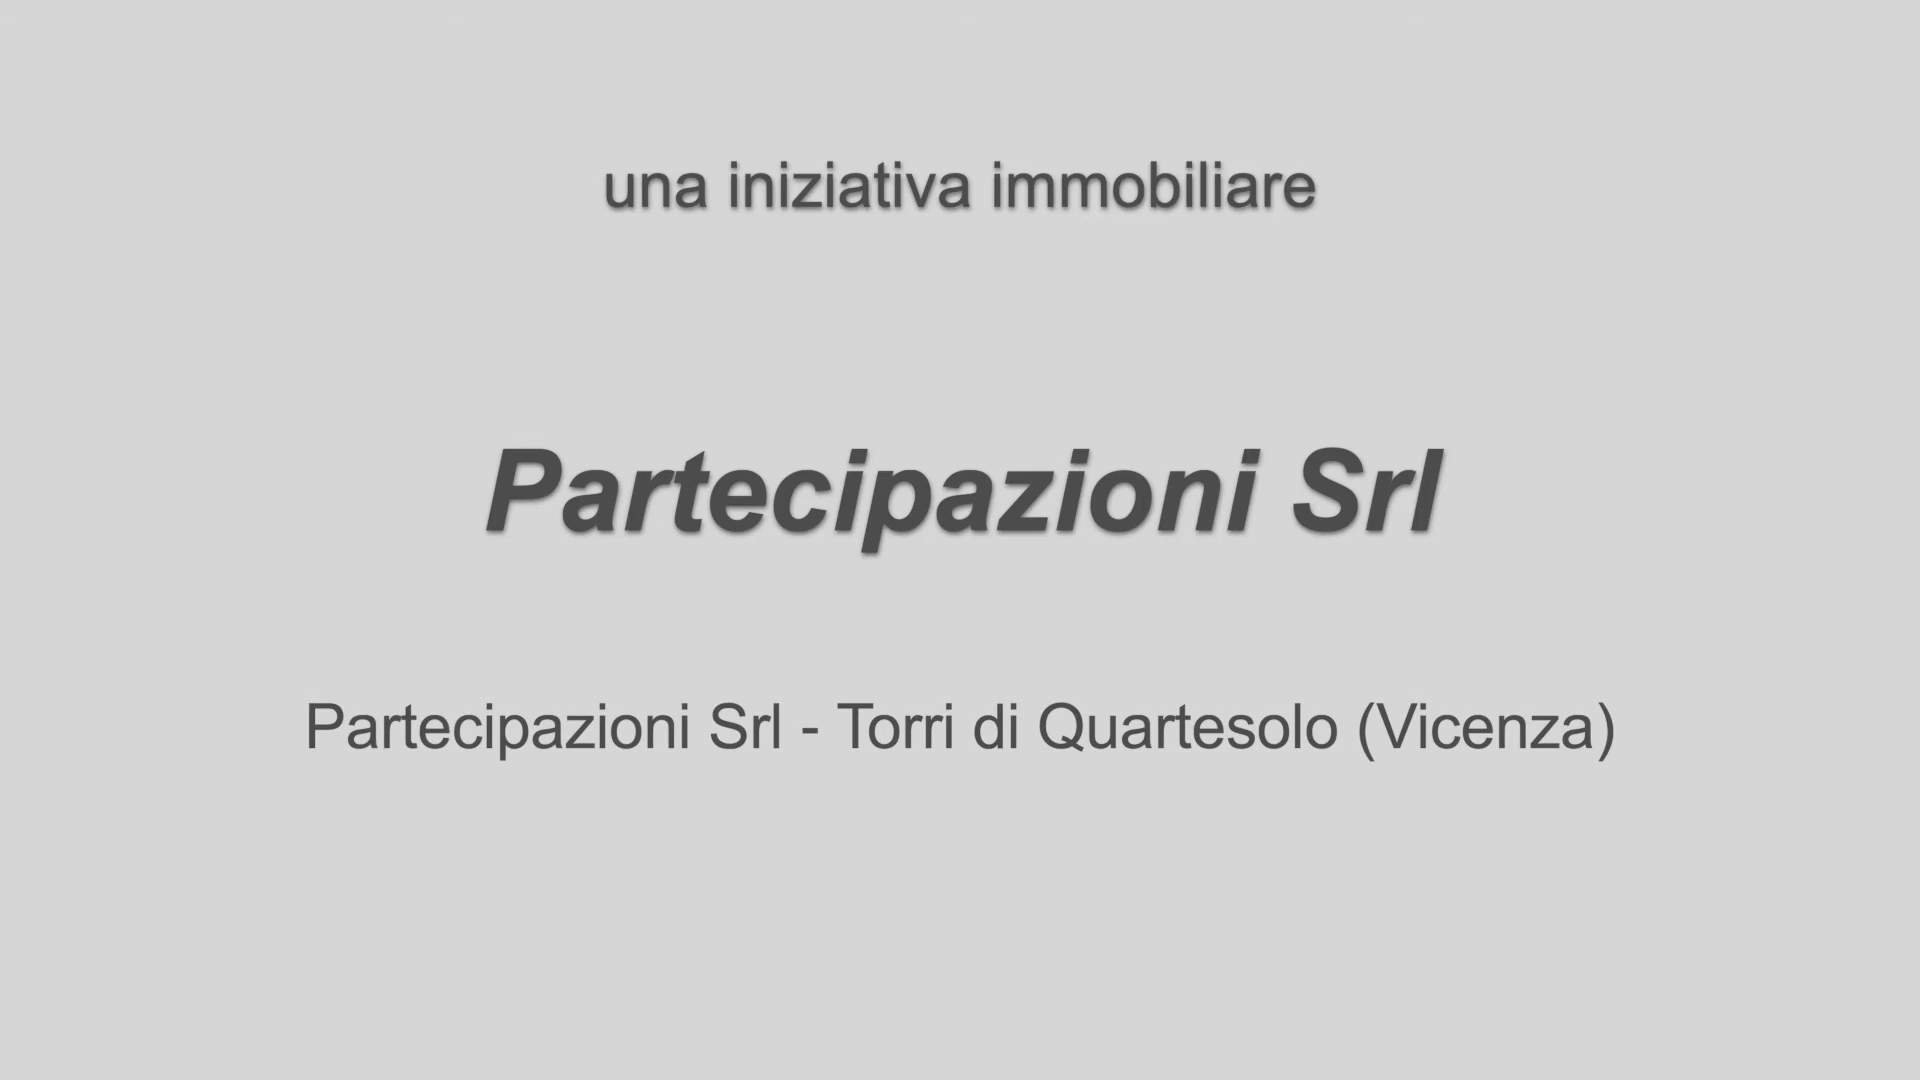 una iniziativa immobiliare
Partecipazioni Srl
Partecipazioni Srl - Torri di Quartesolo (Vicenza)